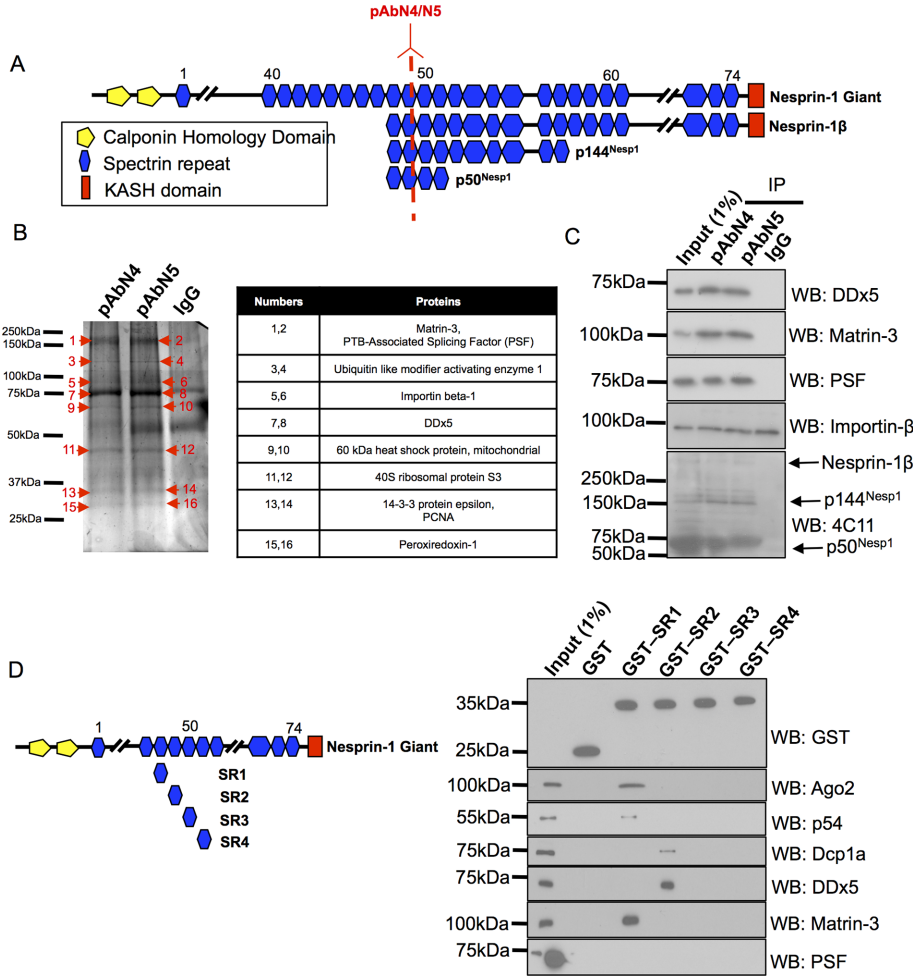 pAbN4/N5
A
1
40
50
60
74
Nesprin-1 Giant
Nesprin-1β
p144Nesp1
p50Nesp1
Calponin Homology Domain
Spectrin repeat
KASH domain
B
pAbN4
pAbN5
IgG
250kDa
150kDa
100kDa
75kDa
50kDa
37kDa
25kDa
1
2
3
4
5
6
7
8
9
10
11
12
13
14
15
16
Numbers Proteins
1,2 Matrin-3,
PTB-Associated Splicing Factor (PSF)
3,4 Ubiquitin like modifier activating enzyme 1
5,6 Importin beta-1
7,8 DDx5
9,10 60 kDa heat shock protein, mitochondrial
11,12 40S ribosomal protein S3
13,14 14-3-3 protein epsilon,
PCNA
15,16 Peroxiredoxin-1
C
IP
Input (1%)
pAbN4
pAbN5
IgG
75kDa WB: DDx5
100kDa WB: Matrin-3
75kDa WB: PSF
100kDa WB: Importin-β
Nesprin-1β
250kDa
150kDa p144Nesp1
WB: 4C11
75kDa
50kDa p50Nesp1
D
1
50
74
Nesprin-1 Giant
SR1
SR2
SR3
SR4
Input (1%)
GST
GST–SR1
GST–SR2
GST–SR3
GST–SR4
35kDa
WB: GST
25kDa
100kDa WB: Ago2
55kDa WB: p54
75kDa WB: Dcp1a
75kDa WB: DDx5
100kDa WB: Matrin-3
75kDa WB: PSF